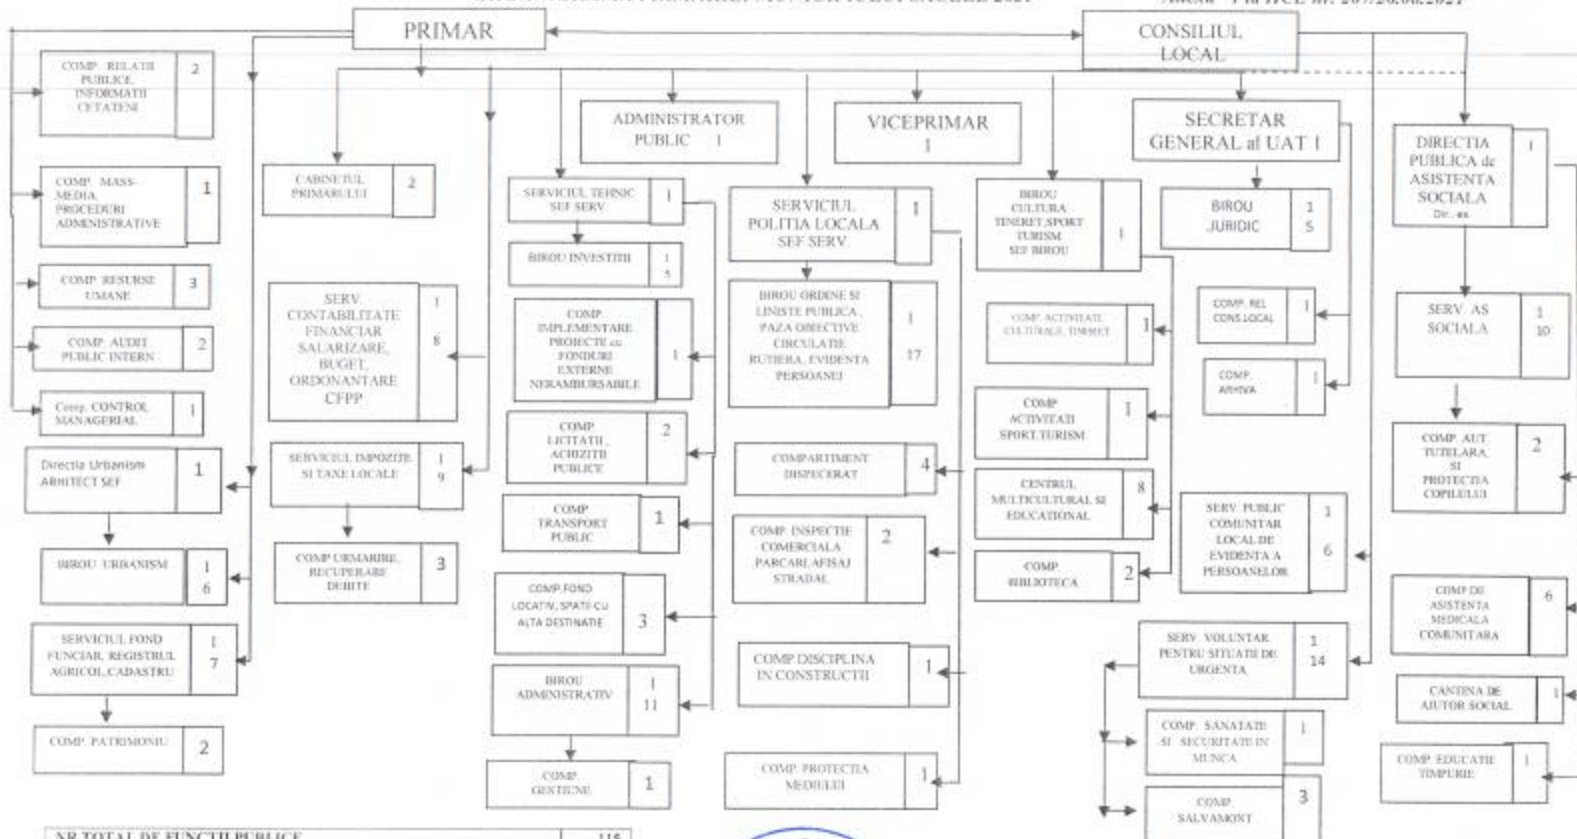 PRIMAR
CONSILIUL
LOCAL
COMP. RELATII
PUBLICE,
INFORMATII
CETATENI
2
COMP. MASS-
MEDIA,
PROCEDURI
ADMINISTRATIVE
1
COMP. RESURSE
UMANE
3
COMP. AUDIT
PUBLIC INTERN
2
Comp. CONTROL
MANAGERIAL
1
Directia Urbanism
ARHITECT SEF
1
BIROU URBANISM
1
6
SERVICIUL FOND
FUNCIAR, REGISTRUL
AGRICOL, CADASTRU
1
7
COMP. PATRIMONIU
2
CABINETUL
PRIMARULUI
2
SERV.
CONTABILITATE
FINANCIAR
SALARIZARE,
BUGET,
ORDONANTARE
CFPP
1
8
SERVICIUL IMPOZITE
SI TAXE LOCALE
1
9
COMP URMARIRE,
RECUPERARE
DEBITE
3
ADMINISTRATOR
PUBLIC 1
VICEPRIMAR
1
SECRETAR
GENERAL al UAT 1
SERVICIUL TEHNIC
SEF SERV.
1
BIROU INVESTITII
1
5
COMP.
IMPLEMENTARE
PROIECTE cu
FONDURI
EXTERNE
NERAMBURSABILE
1
COMP.
LICITATII,
ACHIZITII
PUBLICE
2
COMP
TRANSPORT
PUBLIC
1
COMP.FOND
LOCATIV, SPATII CU
ALTA DESTINATIE
3
BIROU
ADMINISTRATIV
1
11
COMP.
GESTIUNE
1
SERVICIUL
POLITIA LOCALA
SEF SERV
1
BIROU ORDINE SI
LINISTE PUBLICA,
PAZA OBIECTIVE
CIRCULATIE
RUTIERA, EVIDENTA
PERSOANEI
1
17
COMPARTIMENT
DISPECERAT
4
COMP. INSPECTIE
COMERCIALA
PARCARI, AFISAJ
STRADAL
2
COMP.DISCIPLINA
IN CONSTRUCTII
1
COMP. PROTECTIA
MEDIULUI
1
BIROU
CULTURA
TINERET,SPORT
TURISM
SEF BIROU
1
COMP. ACTIVITATI
CULTURALE, TINERET
1
COMP
ACTIVITATI
SPORT,TURISM
1
CENTRUL
MULTICULTURAL SI
EDUCATIONAL
8
COMP.
BIBLIOTECA
2
BIROU
JURIDIC
1
5
COMP. REL
CONS.LOCAL
1
COMP.
ARHIVA
1
SERV. PUBLIC
COMUNITAR
LOCAL DE
EVIDENTA A
PERSOANELOR
1
6
SERV. VOLUNTAR
PENTRU SITUATII DE
URGENTA
1
14
COMP. SANATATE
SI SECURITATE IN
MUNCA
1
COMP.
SALVAMONT
3
DIRECTIA
PUBLICA de
ASISTENTA
SOCIALA
Dir. ex
1
SERV. AS
SOCIALA
1
10
COMP. AUT.
TUTELARA
SI
PROTECTIA
COPILULUI
2
COMP.DE
ASISTENTA
MEDICALA
COMUNITARA
6
CANTINA DE
AJUTOR SOCIAL
1
COMP. EDUCATIE
TIMPURIE
1
NR TOTAL DE FUNCTII PUBLICE